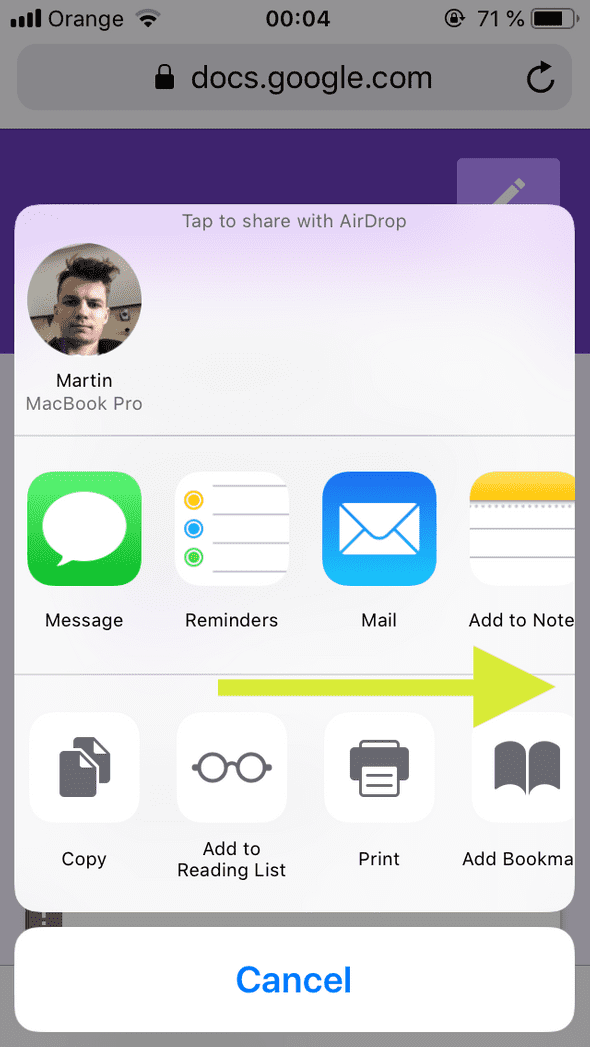 Orange 00:04 71 %
docs.google.com
Tap to share with AirDrop
Martin
MacBook Pro
Message Reminders Mail Add to Note
Copy Add to Reading List Print Add Bookma
Cancel